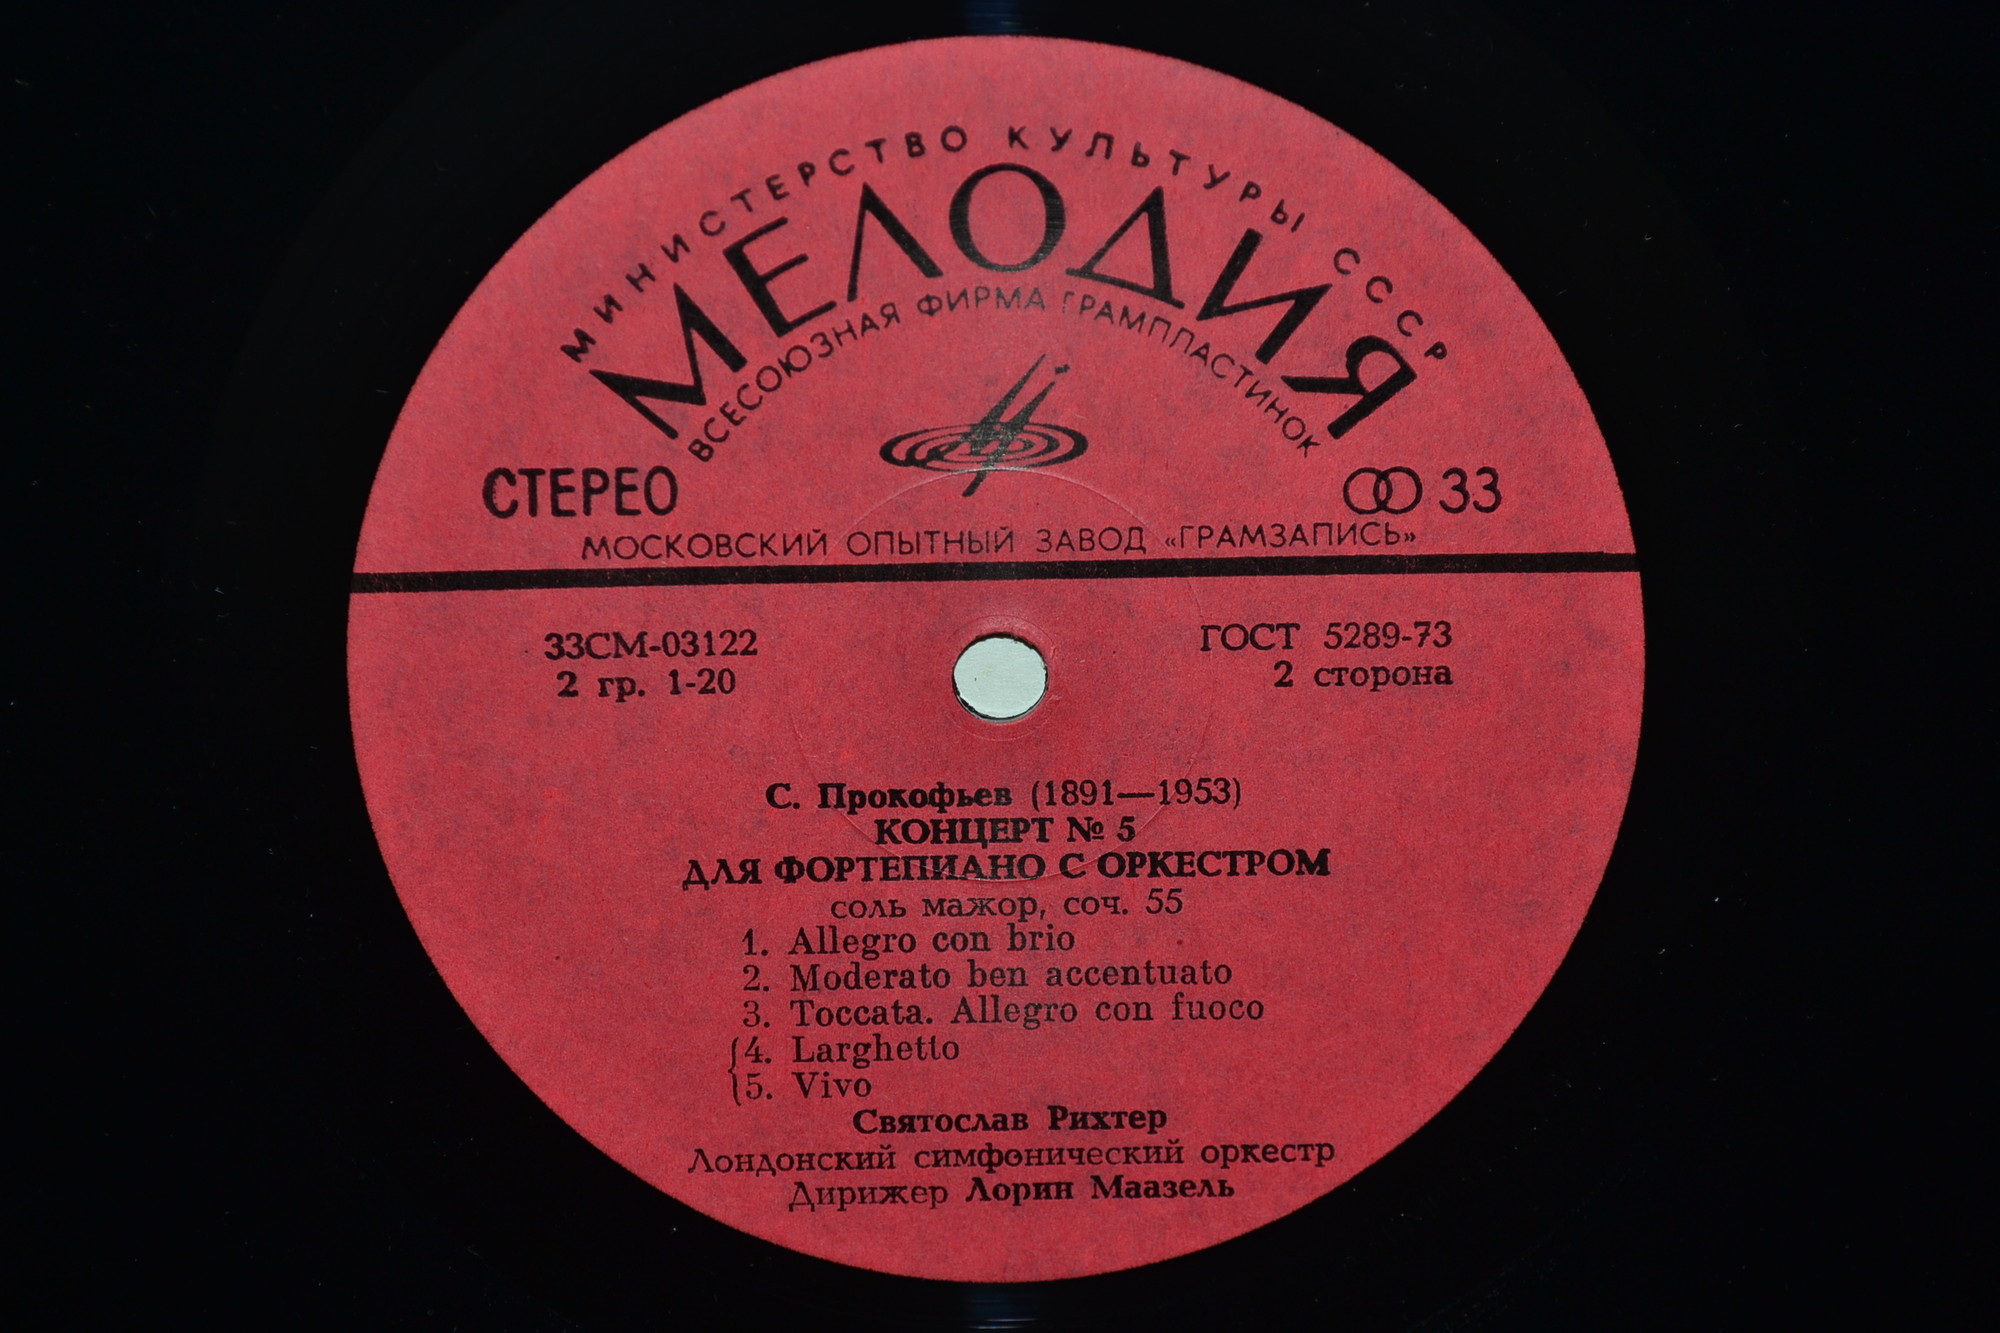 МИНИСТЕРСТВО КУЛЬТУРЫ СССР
МЕЛОДИЯ
ВСЕСОЮЗНАЯ ФИРМА ГРАМПЛАСТИНОК
СТЕРЕО
33
МОСКОВСКИЙ ОПЫТНЫЙ ЗАВОД «ГРАМЗАПИСЬ»
33СМ-03122
ГОСТ 5289-73
2 гр. 1-20
2 сторона
С. Прокофьев (1891—1953)
КОНЦЕРТ № 5
ДЛЯ ФОРТЕПИАНО С ОРКЕСТРОМ
соль мажор, соч. 55
1. Allegro con brio
2. Moderato ben accentuato
3. Toccata. Allegro con fuoco
4. Larghetto
5. Vivo
Святослав Рихтер
Лондонский симфонический оркестр
Дирижер Лорин Маазель